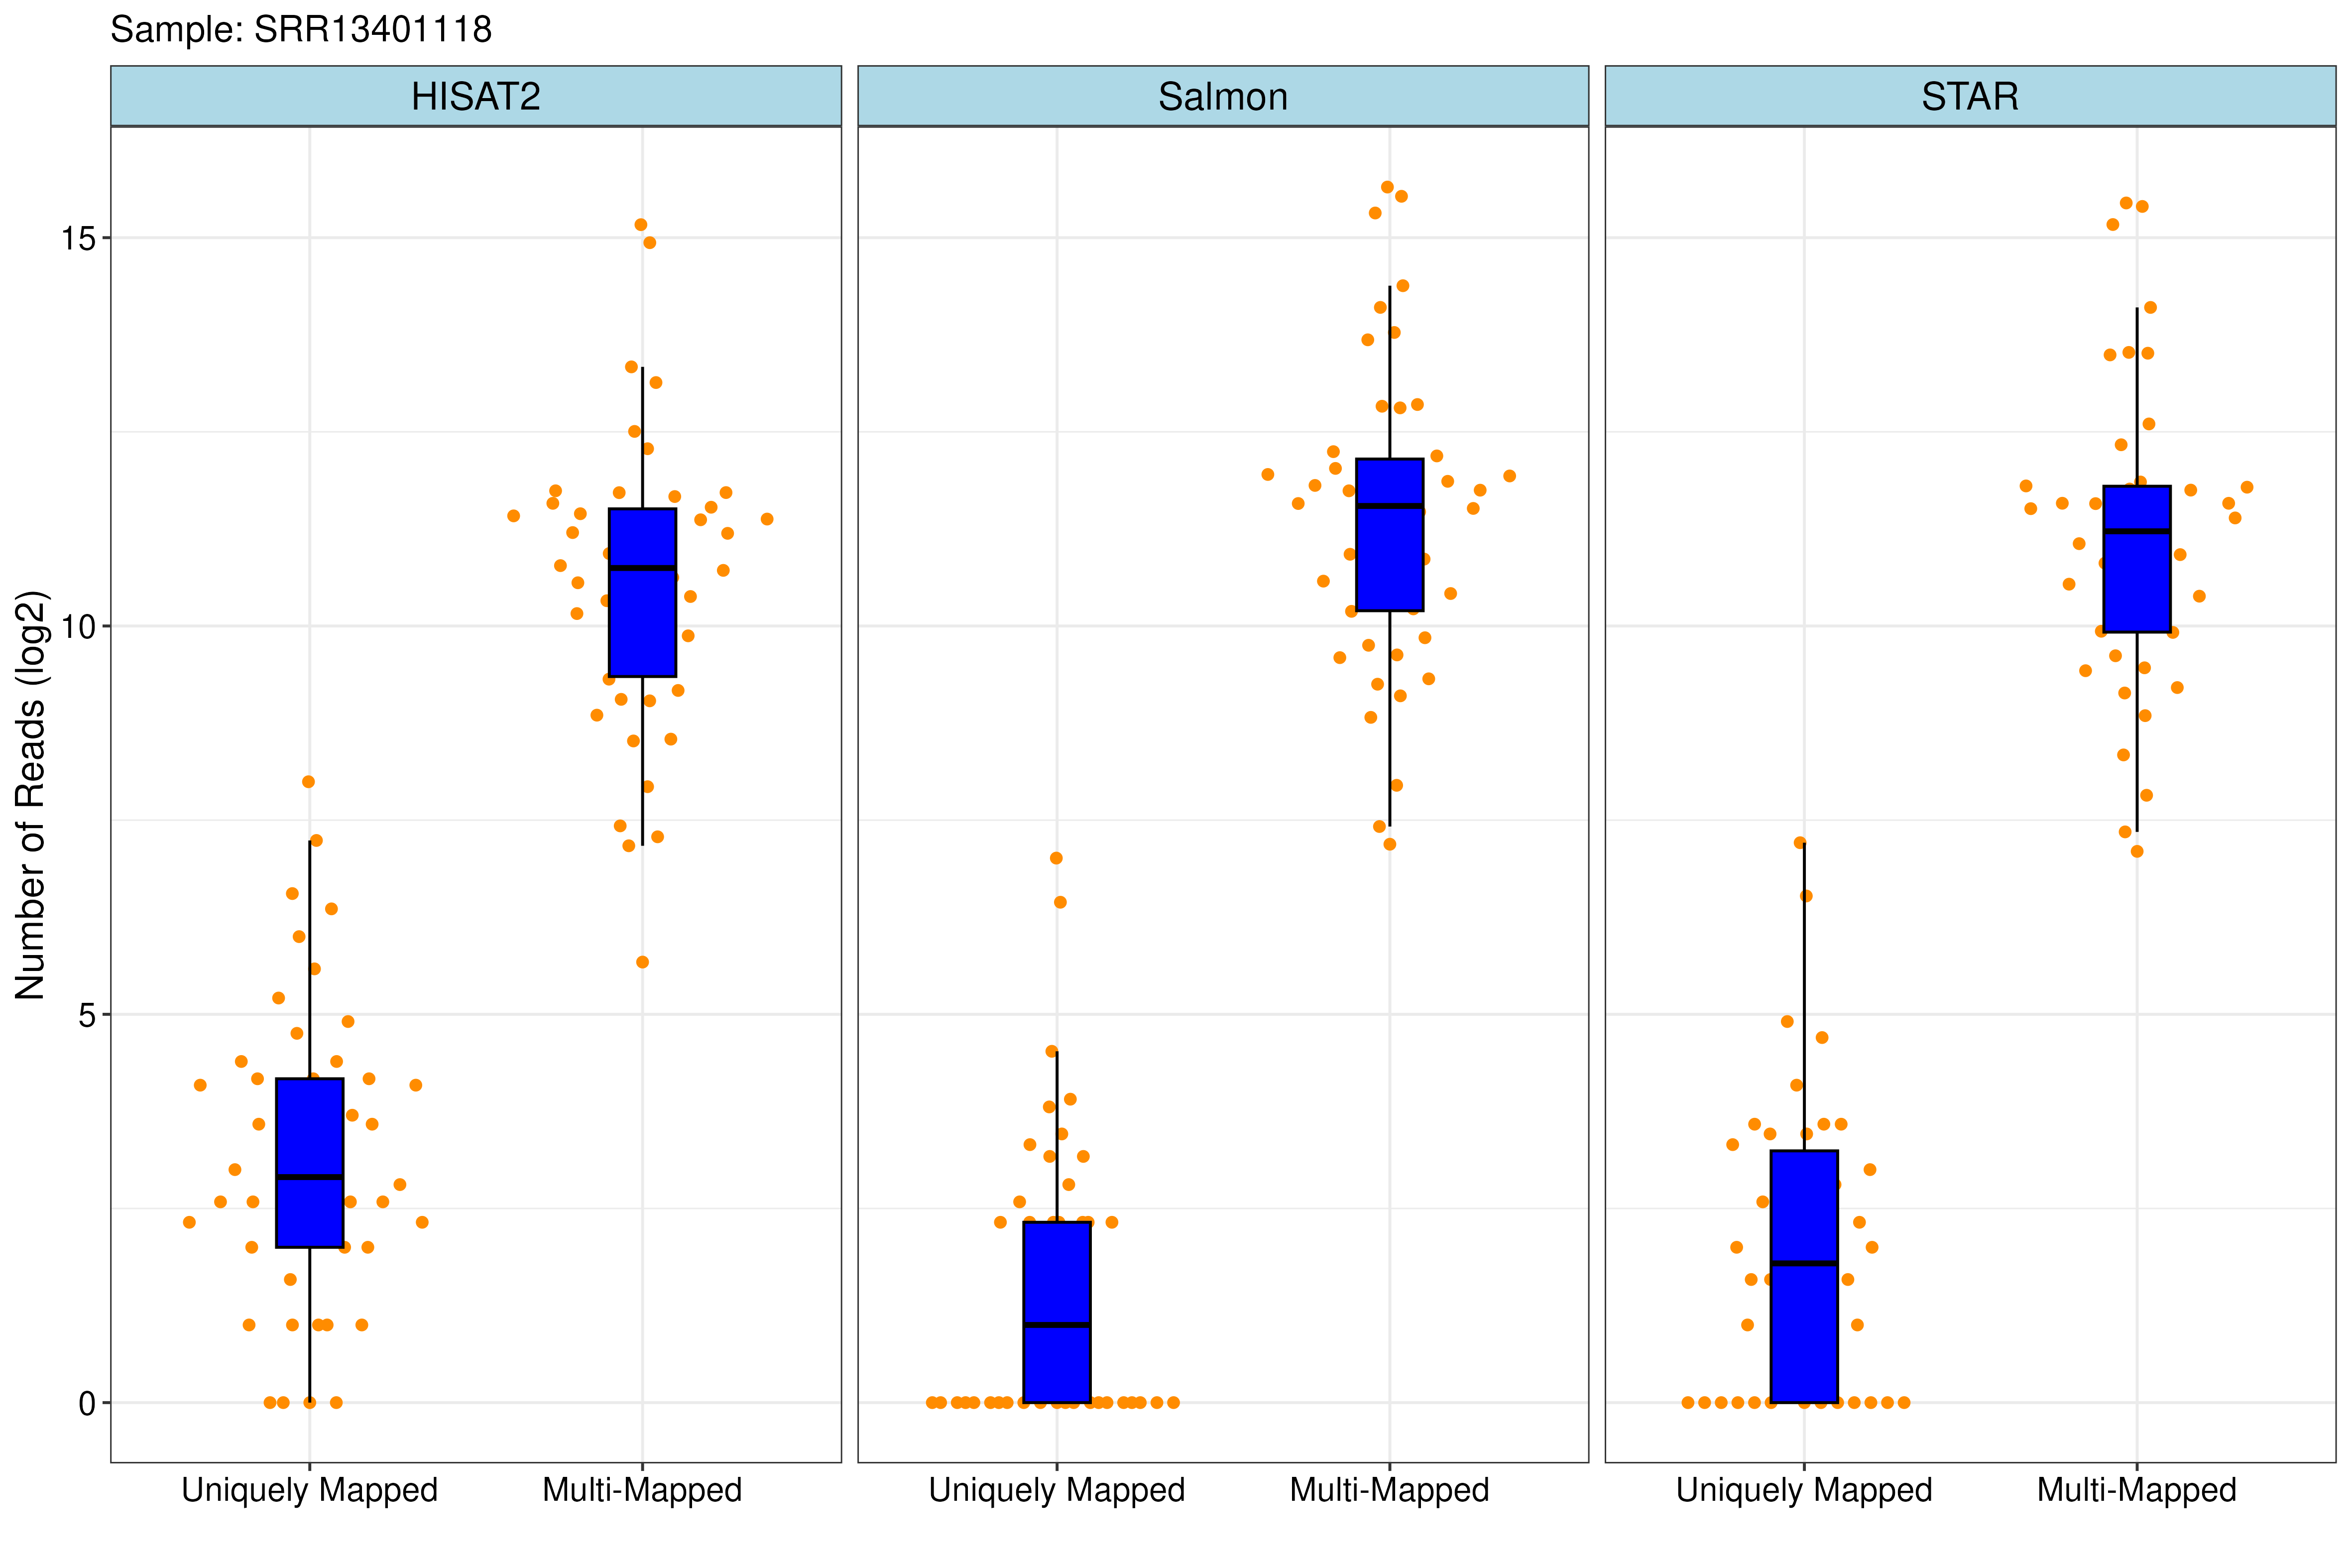 Sample: SRR13401118
HISAT2
Salmon
STAR
Number of Reads (log2)
15
10
5
0
Uniquely Mapped
Multi-Mapped
Uniquely Mapped
Multi-Mapped
Uniquely Mapped
Multi-Mapped